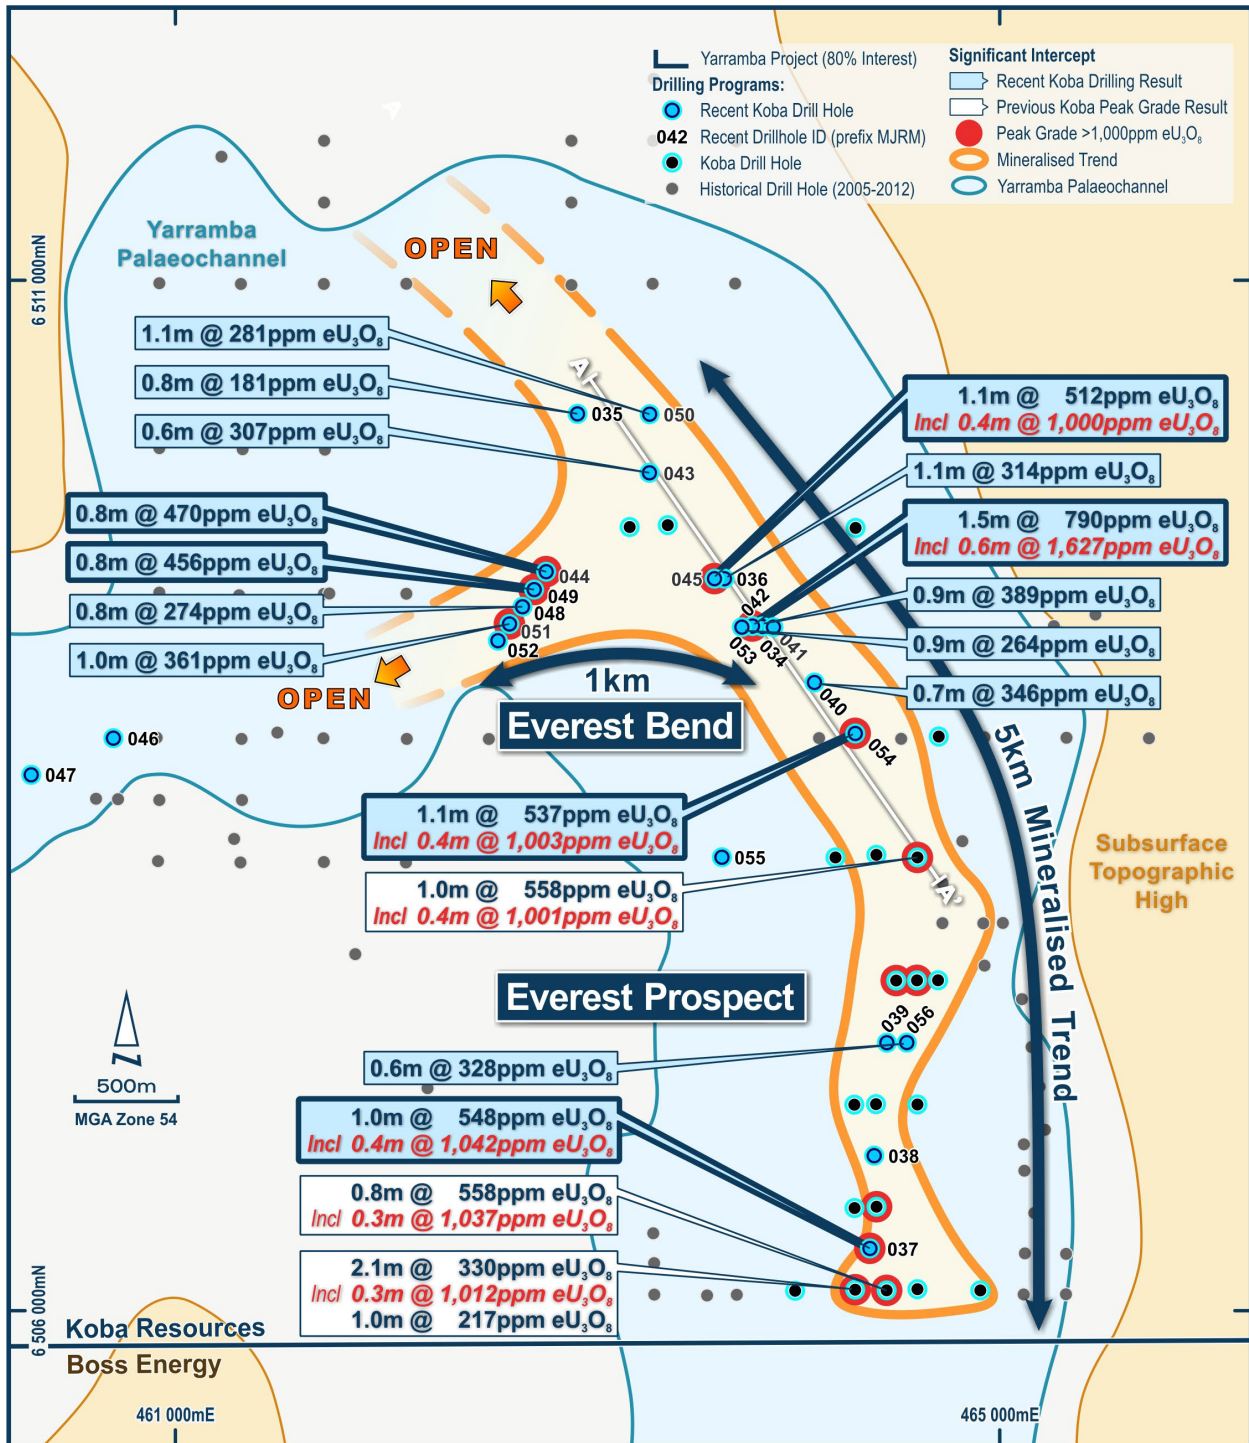 Yarramba Project (80% Interest)
Drilling Programs:
Recent Koba Drill Hole
042 Recent Drillhole ID (prefix MJRM)
Koba Drill Hole
Historical Drill Hole (2005-2012)
Significant Intercept
Recent Koba Drilling Result
Previous Koba Peak Grade Result
Peak Grade >1,000ppm eU₃O₈
Mineralised Trend
Yarramba Palaeochannel
A
Yarramba
Palaeochannel
OPEN
6 511 000mN
1.1m @ 281ppm eU₃O₈
0.8m @ 181ppm eU₃O₈
0.6m @ 307ppm eU₃O₈
A
035
050
043
1.1m @ 512ppm eU₃O₈
Incl 0.4m @ 1,000ppm eU₃O₈
1.1m @ 314ppm eU₃O₈
1.5m @ 790ppm eU₃O₈
Incl 0.6m @ 1,627ppm eU₃O₈
0.9m @ 389ppm eU₃O₈
0.9m @ 264ppm eU₃O₈
0.7m @ 346ppm eU₃O₈
0.8m @ 470ppm eU₃O₈
0.8m @ 456ppm eU₃O₈
0.8m @ 274ppm eU₃O₈
1.0m @ 361ppm eU₃O₈
044
049
048
051
052
045
036
042
053
034
041
040
054
OPEN
1km
Everest Bend
046
047
5km Mineralised Trend
1.1m @ 537ppm eU₃O₈
Incl 0.4m @ 1,003ppm eU₃O₈
055
1.0m @ 558ppm eU₃O₈
Incl 0.4m @ 1,001ppm eU₃O₈
A'
Subsurface
Topographic
High
Everest Prospect
039
056
0.6m @ 328ppm eU₃O₈
N
500m
MGA Zone 54
1.0m @ 548ppm eU₃O₈
Incl 0.4m @ 1,042ppm eU₃O₈
038
0.8m @ 558ppm eU₃O₈
Incl 0.3m @ 1,037ppm eU₃O₈
037
2.1m @ 330ppm eU₃O₈
Incl 0.3m @ 1,012ppm eU₃O₈
1.0m @ 217ppm eU₃O₈
6 506 000mN
Koba Resources
Boss Energy
461 000mE
465 000mE